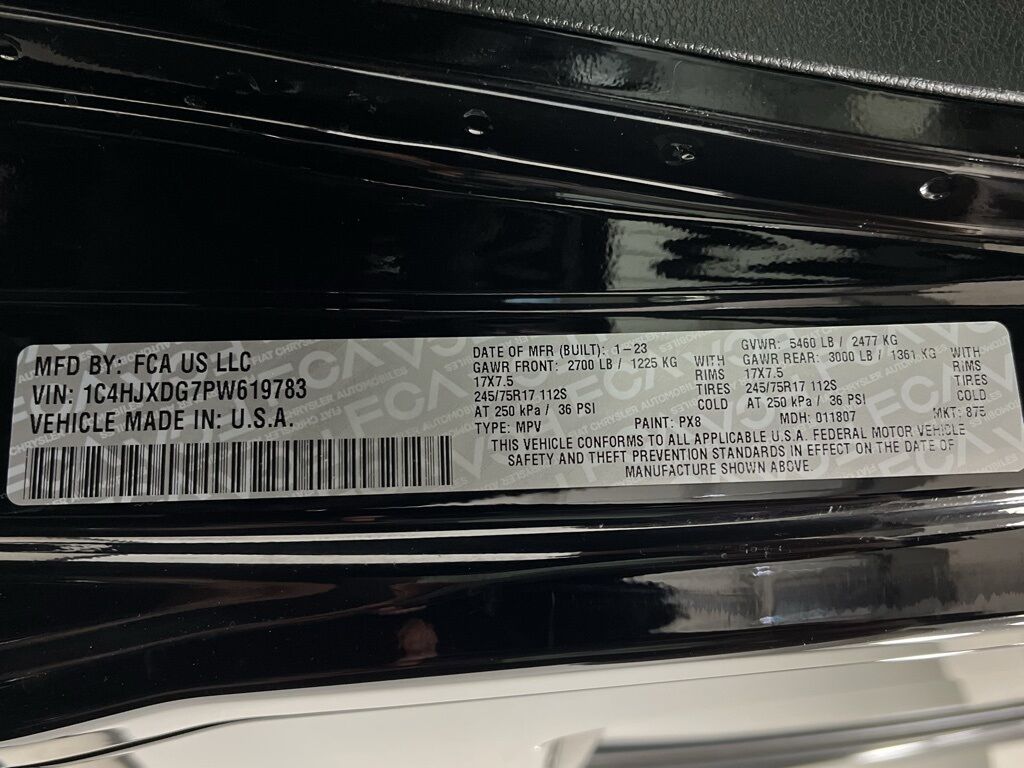 MFD BY: FCA US LLC
VIN: 1C4HJXDG7PW619783
VEHICLE MADE IN: U.S.A.
DATE OF MFR (BUILT): 1-23 GVWR: 5460 LB / 2477 KG
GAWR FRONT: 2700 LB / 1225 KG WITH GAWR REAR: 3000 LB / 1361 KG WITH
17X7.5 RIMS 17X7.5 RIMS
245/75R17 112S TIRES 245/75R17 112S TIRES
AT 250 kPa / 36 PSI COLD AT 250 kPa / 36 PSI COLD
TYPE: MPV PAINT: PX8 MDH: 011807 MKT: 875
THIS VEHICLE CONFORMS TO ALL APPLICABLE U.S.A. FEDERAL MOTOR VEHICLE
SAFETY AND THEFT PREVENTION STANDARDS IN EFFECT ON THE DATE OF
MANUFACTURE SHOWN ABOVE